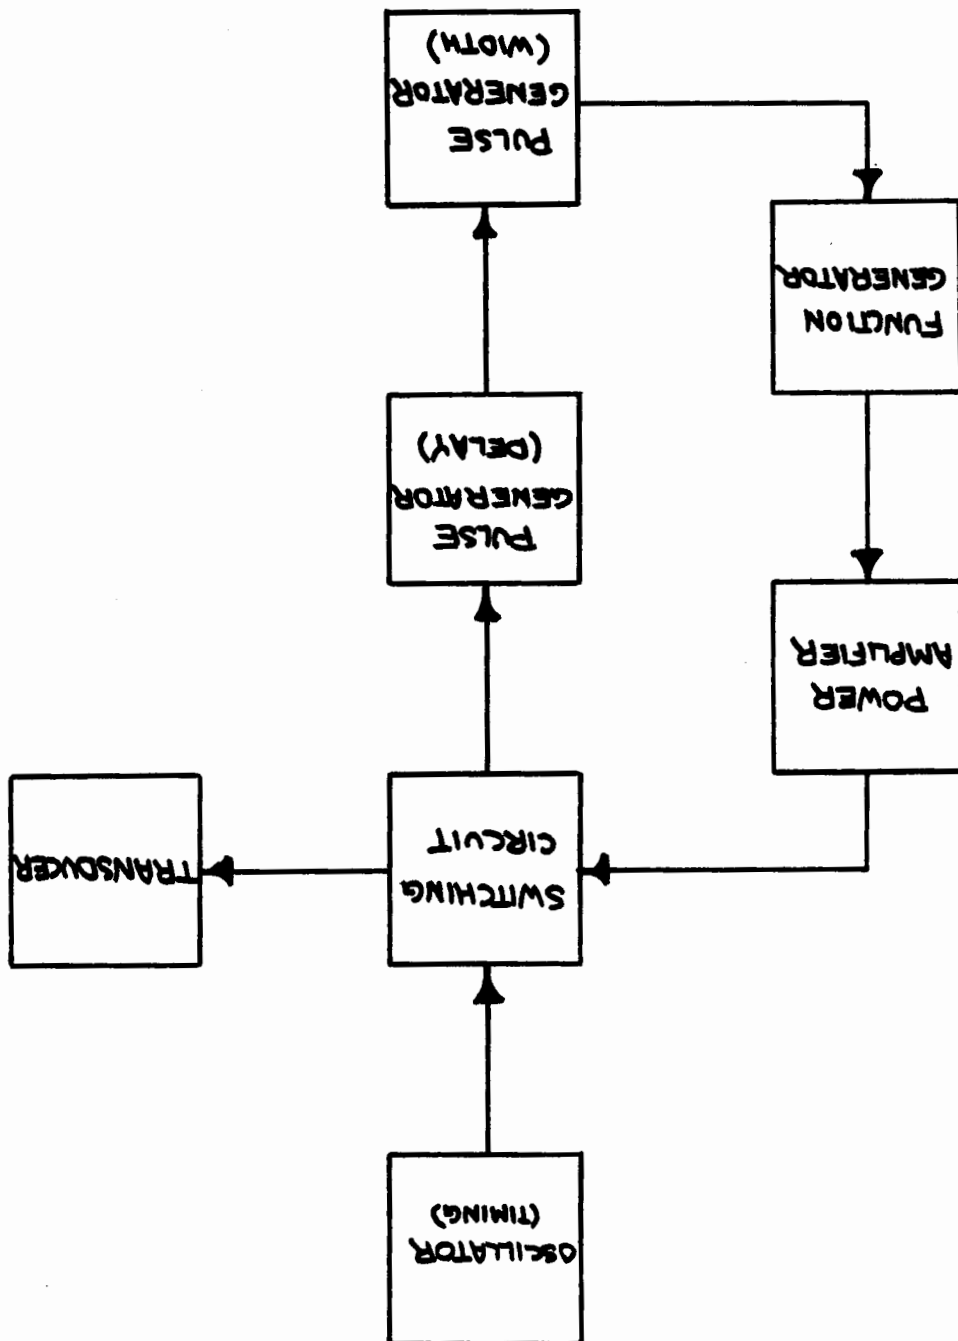 OSCILLATOR
(TIMING)
SWITCHING
CIRCUIT
TRANSDUCER
POWER
AMPLIFIER
PULSE
GENERATOR
(DELAY)
FUNCTION
GENERATOR
PULSE
GENERATOR
(WIDTH)